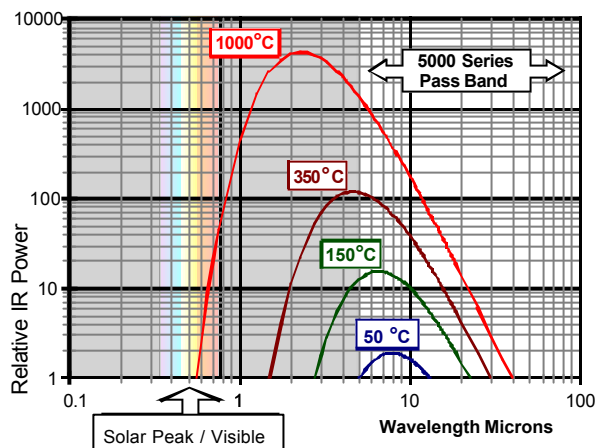 10000
1000
100
10
1
Relative IR Power
1000°C
350°C
150°C
50 °C
5000 Series
Pass Band
0.1
1
10
100
Wavelength Microns
Solar Peak / Visible